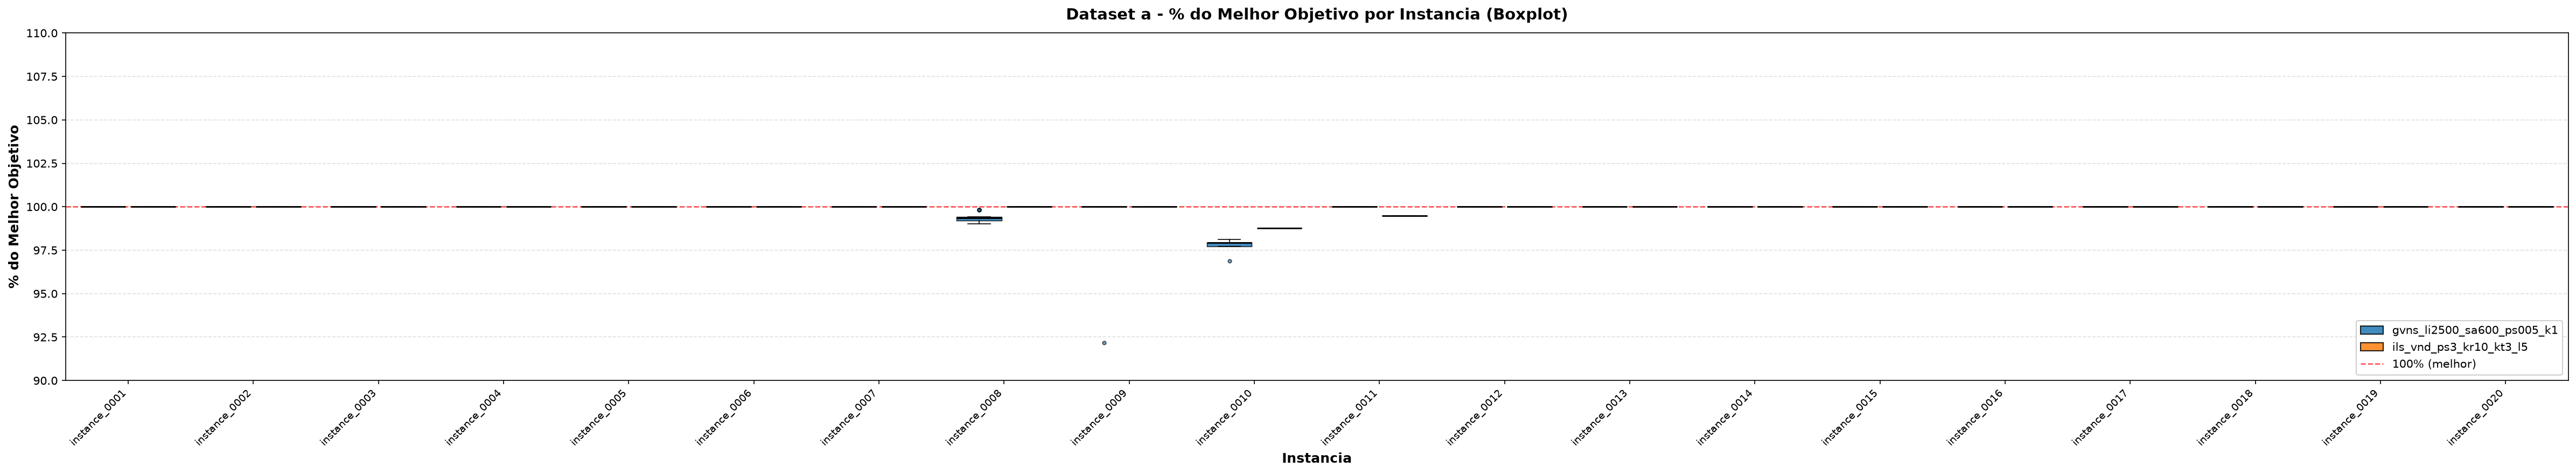 Dataset a - % do Melhor Objetivo por Instancia (Boxplot)
% do Melhor Objetivo
110.0
107.5
105.0
102.5
100.0
97.5
95.0
92.5
90.0
gvns_li2500_sa600_ps005_k1
ils_vnd_ps3_kr10_kt3_l5
100% (melhor)
instance_0001
instance_0002
instance_0003
instance_0004
instance_0005
instance_0006
instance_0007
instance_0008
instance_0009
instance_0010
instance_0011
instance_0012
instance_0013
instance_0014
instance_0015
instance_0016
instance_0017
instance_0018
instance_0019
instance_0020
Instancia